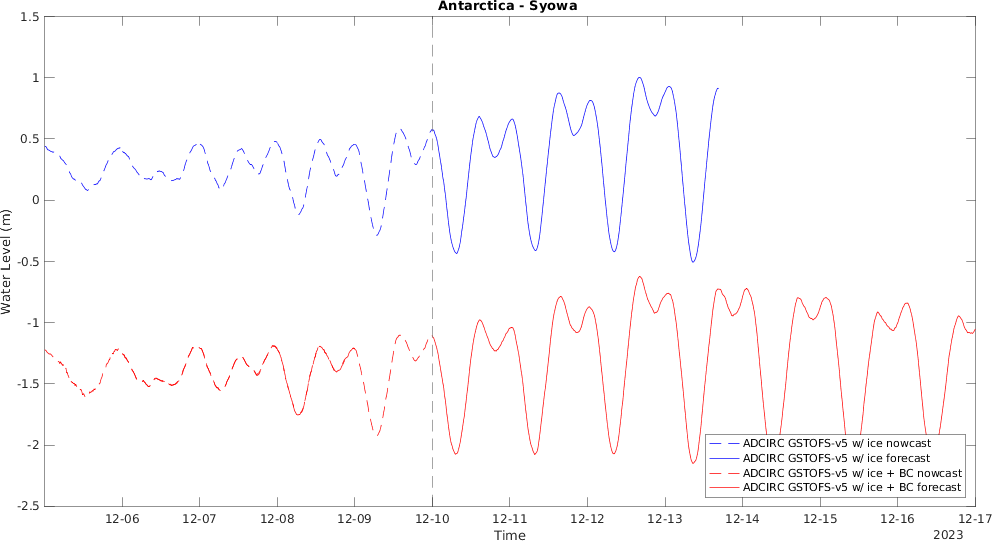 Antarctica - Syowa
1.5
1
0.5
0
-0.5
-1
-1.5
-2
-2.5
Water Level (m)
ADCIRC GSTOFS-v5 w/ ice nowcast
ADCIRC GSTOFS-v5 w/ ice forecast
ADCIRC GSTOFS-v5 w/ ice + BC nowcast
ADCIRC GSTOFS-v5 w/ ice + BC forecast
12-06 12-07 12-08 12-09 12-10 12-11 12-12 12-13 12-14 12-15 12-16 12-17
Time
2023